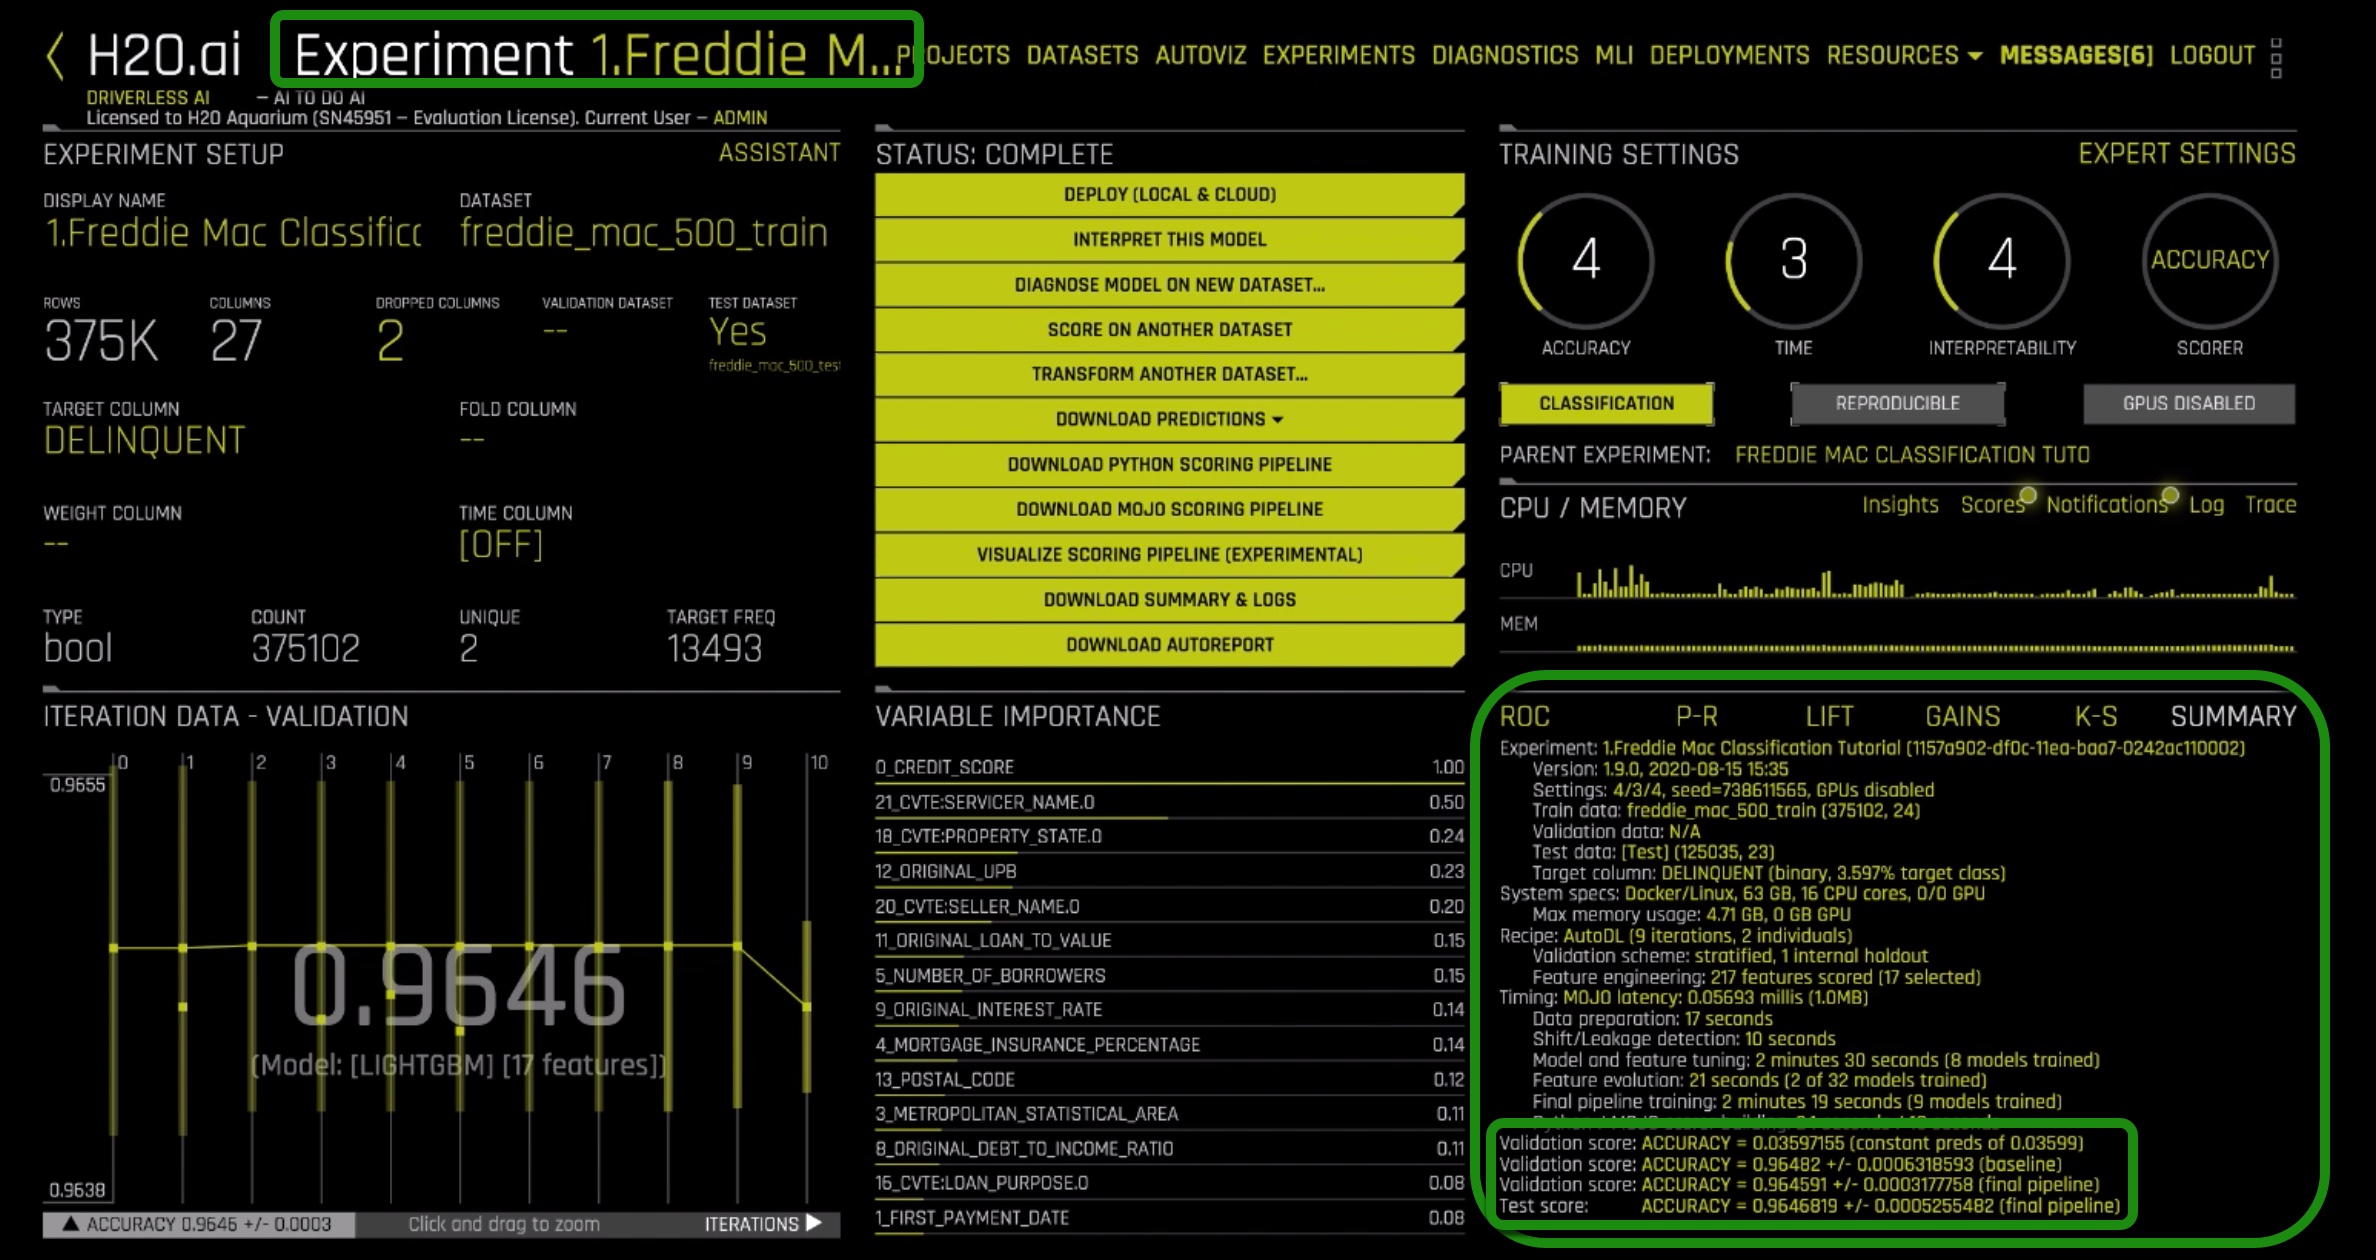 H2O.ai Experiment 1.Freddie M... PROJECTS DATASETS AUTOVIZ EXPERIMENTS DIAGNOSTICS MLI DEPLOYMENTS RESOURCES MESSAGES[6] LOGOUT
DRIVERLESS AI — AI TO DO AI
Licensed to H2O Aquarium (SN45951 — Evaluation License). Current User — ADMIN
EXPERIMENT SETUP ASSISTANT
DISPLAY NAME DATASET
1.Freddie Mac Classific freddie_mac_500_train
ROWS COLUMNS DROPPED COLUMNS VALIDATION DATASET TEST DATASET
375K 27 2 -- Yes
freddie_mac_500_test
TARGET COLUMN FOLD COLUMN
DELINQUENT --
WEIGHT COLUMN TIME COLUMN
-- [OFF]
TYPE COUNT UNIQUE TARGET FREQ
bool 375102 2 13493
STATUS: COMPLETE
DEPLOY (LOCAL & CLOUD)
INTERPRET THIS MODEL
DIAGNOSE MODEL ON NEW DATASET...
SCORE ON ANOTHER DATASET
TRANSFORM ANOTHER DATASET...
DOWNLOAD PREDICTIONS
DOWNLOAD PYTHON SCORING PIPELINE
DOWNLOAD MOJO SCORING PIPELINE
VISUALIZE SCORING PIPELINE (EXPERIMENTAL)
DOWNLOAD SUMMARY & LOGS
DOWNLOAD AUTOREPORT
TRAINING SETTINGS EXPERT SETTINGS
4 3 4 ACCURACY
ACCURACY TIME INTERPRETABILITY SCORER
CLASSIFICATION REPRODUCIBLE GPUS DISABLED
PARENT EXPERIMENT: FREDDIE MAC CLASSIFICATION TUTO
CPU / MEMORY Insights Scores Notifications Log Trace
CPU
MEM
ITERATION DATA - VALIDATION
0 1 2 3 4 5 6 7 8 9 10
0.9655
0.9646
(Model: [LIGHTGBM] [17 features])
0.9638
ACCURACY 0.9646 +/- 0.0003 Click and drag to zoom ITERATIONS
VARIABLE IMPORTANCE
0_CREDIT_SCORE 1.00
21_CVTE:SERVICER_NAME.0 0.50
18_CVTE:PROPERTY_STATE.0 0.24
12_ORIGINAL_UPB 0.23
20_CVTE:SELLER_NAME.0 0.20
11_ORIGINAL_LOAN_TO_VALUE 0.15
5_NUMBER_OF_BORROWERS 0.15
9_ORIGINAL_INTEREST_RATE 0.14
4_MORTGAGE_INSURANCE_PERCENTAGE 0.14
13_POSTAL_CODE 0.12
3_METROPOLITAN_STATISTICAL_AREA 0.11
8_ORIGINAL_DEBT_TO_INCOME_RATIO 0.11
16_CVTE:LOAN_PURPOSE.0 0.08
1_FIRST_PAYMENT_DATE 0.08
ROC P-R LIFT GAINS K-S SUMMARY
Experiment: 1.Freddie Mac Classification Tutorial (1157a902-df0c-11ea-baa7-0242ac110002)
Version: 1.9.0, 2020-08-15 15:35
Settings: 4/3/4, seed=738611565, GPUs disabled
Train data: freddie_mac_500_train (375102, 24)
Validation data: N/A
Test data: [Test] (125035, 23)
Target column: DELINQUENT (binary, 3.597% target class)
System specs: Docker/Linux, 63 GB, 16 CPU cores, 0/0 GPU
Max memory usage: 4.71 GB, 0 GB GPU
Recipe: AutoDL (9 iterations, 2 individuals)
Validation scheme: stratified, 1 internal holdout
Feature engineering: 217 features scored (17 selected)
Timing: MOJO latency: 0.05693 millis (1.0MB)
Data preparation: 17 seconds
Shift/Leakage detection: 10 seconds
Model and feature tuning: 2 minutes 30 seconds (8 models trained)
Feature evolution: 21 seconds (2 of 32 models trained)
Final pipeline training: 2 minutes 19 seconds (9 models trained)
Validation score: ACCURACY = 0.03597155 (constant preds of 0.03599)
Validation score: ACCURACY = 0.96482 +/- 0.0006318593 (baseline)
Validation score: ACCURACY = 0.964591 +/- 0.0003177758 (final pipeline)
Test score: ACCURACY = 0.9646819 +/- 0.0005255482 (final pipeline)